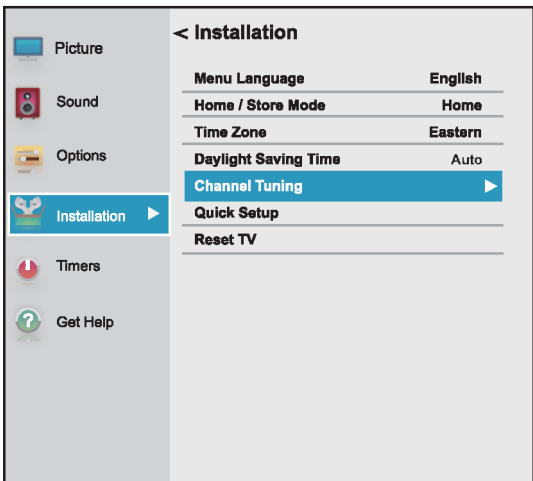 Picture
Sound
Options
Installation
Timers
Get Help
< Installation
Menu Language English
Home / Store Mode Home
Time Zone Eastern
Daylight Saving Time Auto
Channel Tuning
Quick Setup
Reset TV